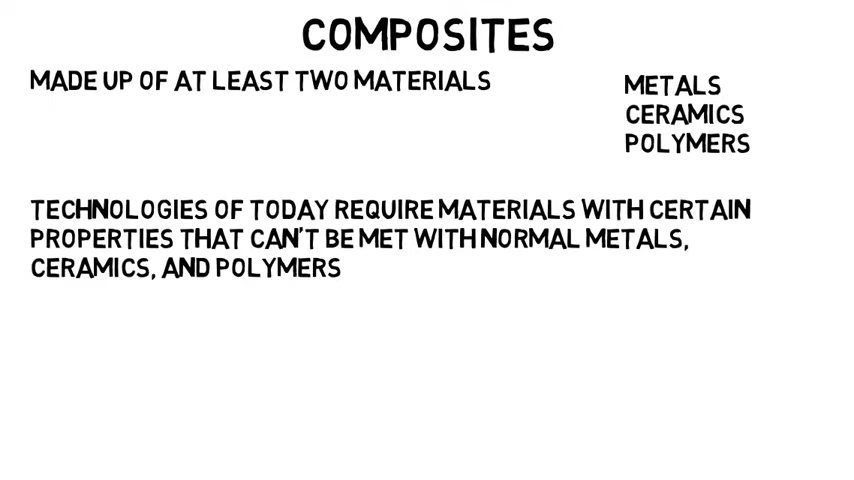 COMPOSITES
MADE UP OF AT LEAST TWO MATERIALS
METALS
CERAMICS
POLYMERS
TECHNOLOGIES OF TODAY REQUIRE MATERIALS WITH CERTAIN
PROPERTIES THAT CAN'T BE MET WITH NORMAL METALS,
CERAMICS, AND POLYMERS